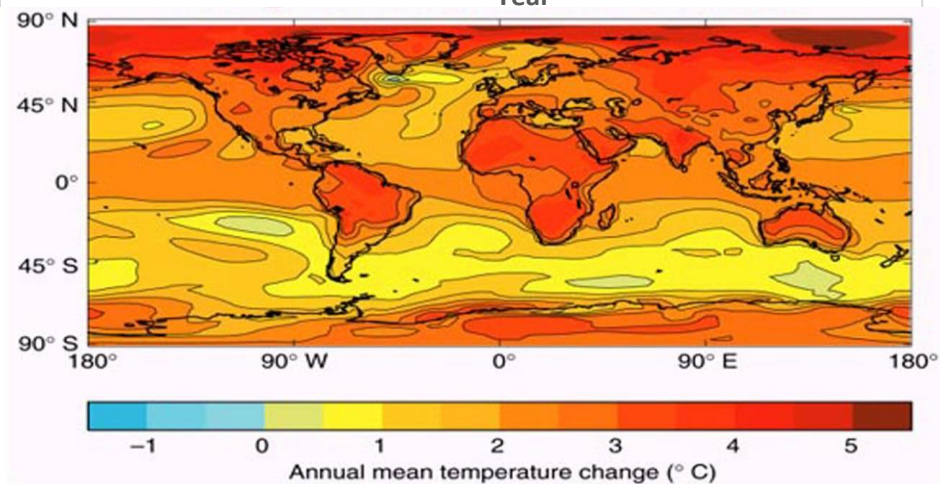 Year
90° N
45° N
0°
45° S
90° S
180° 90° W 0° 90° E 180°
−1 0 1 2 3 4 5
Annual mean temperature change (° C)